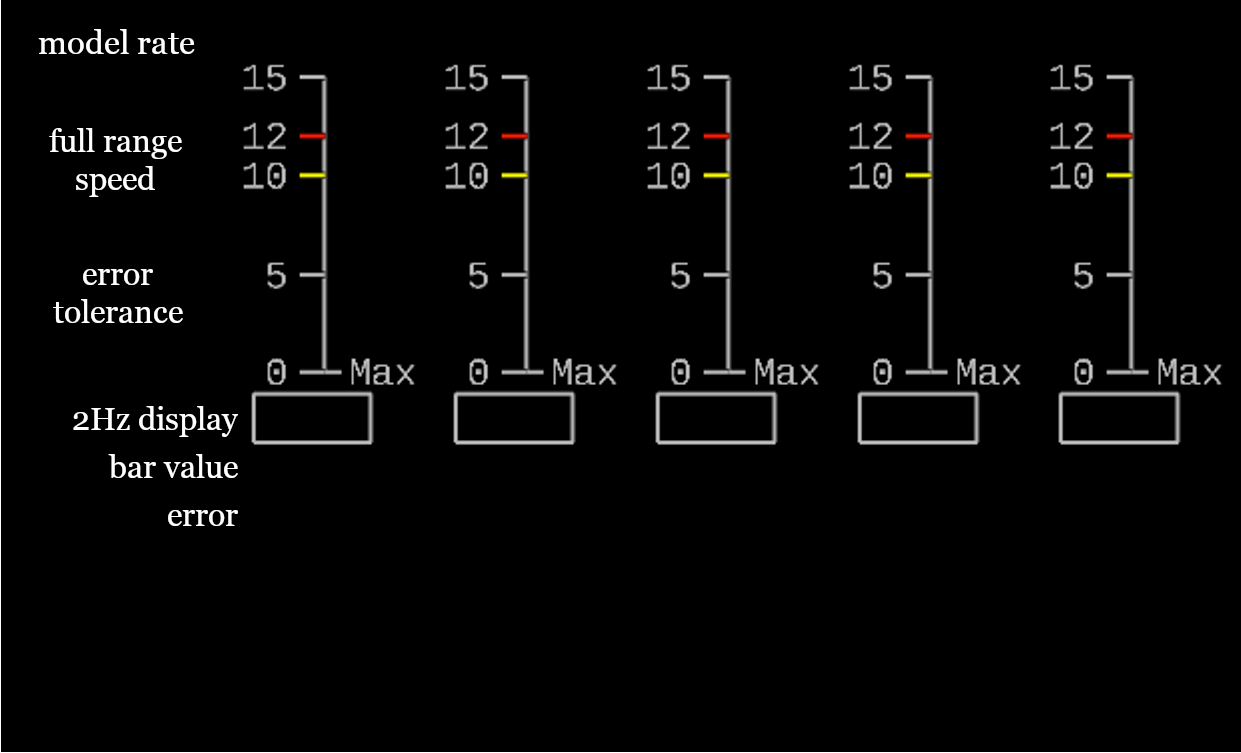 model rate
15 15 15 15 15
12 12 12 12 12
full range
speed
10 10 10 10 10
error
5 5 5 5 5
tolerance
0 Max 0 Max 0 Max 0 Max 0 Max
2Hz display
bar value
error